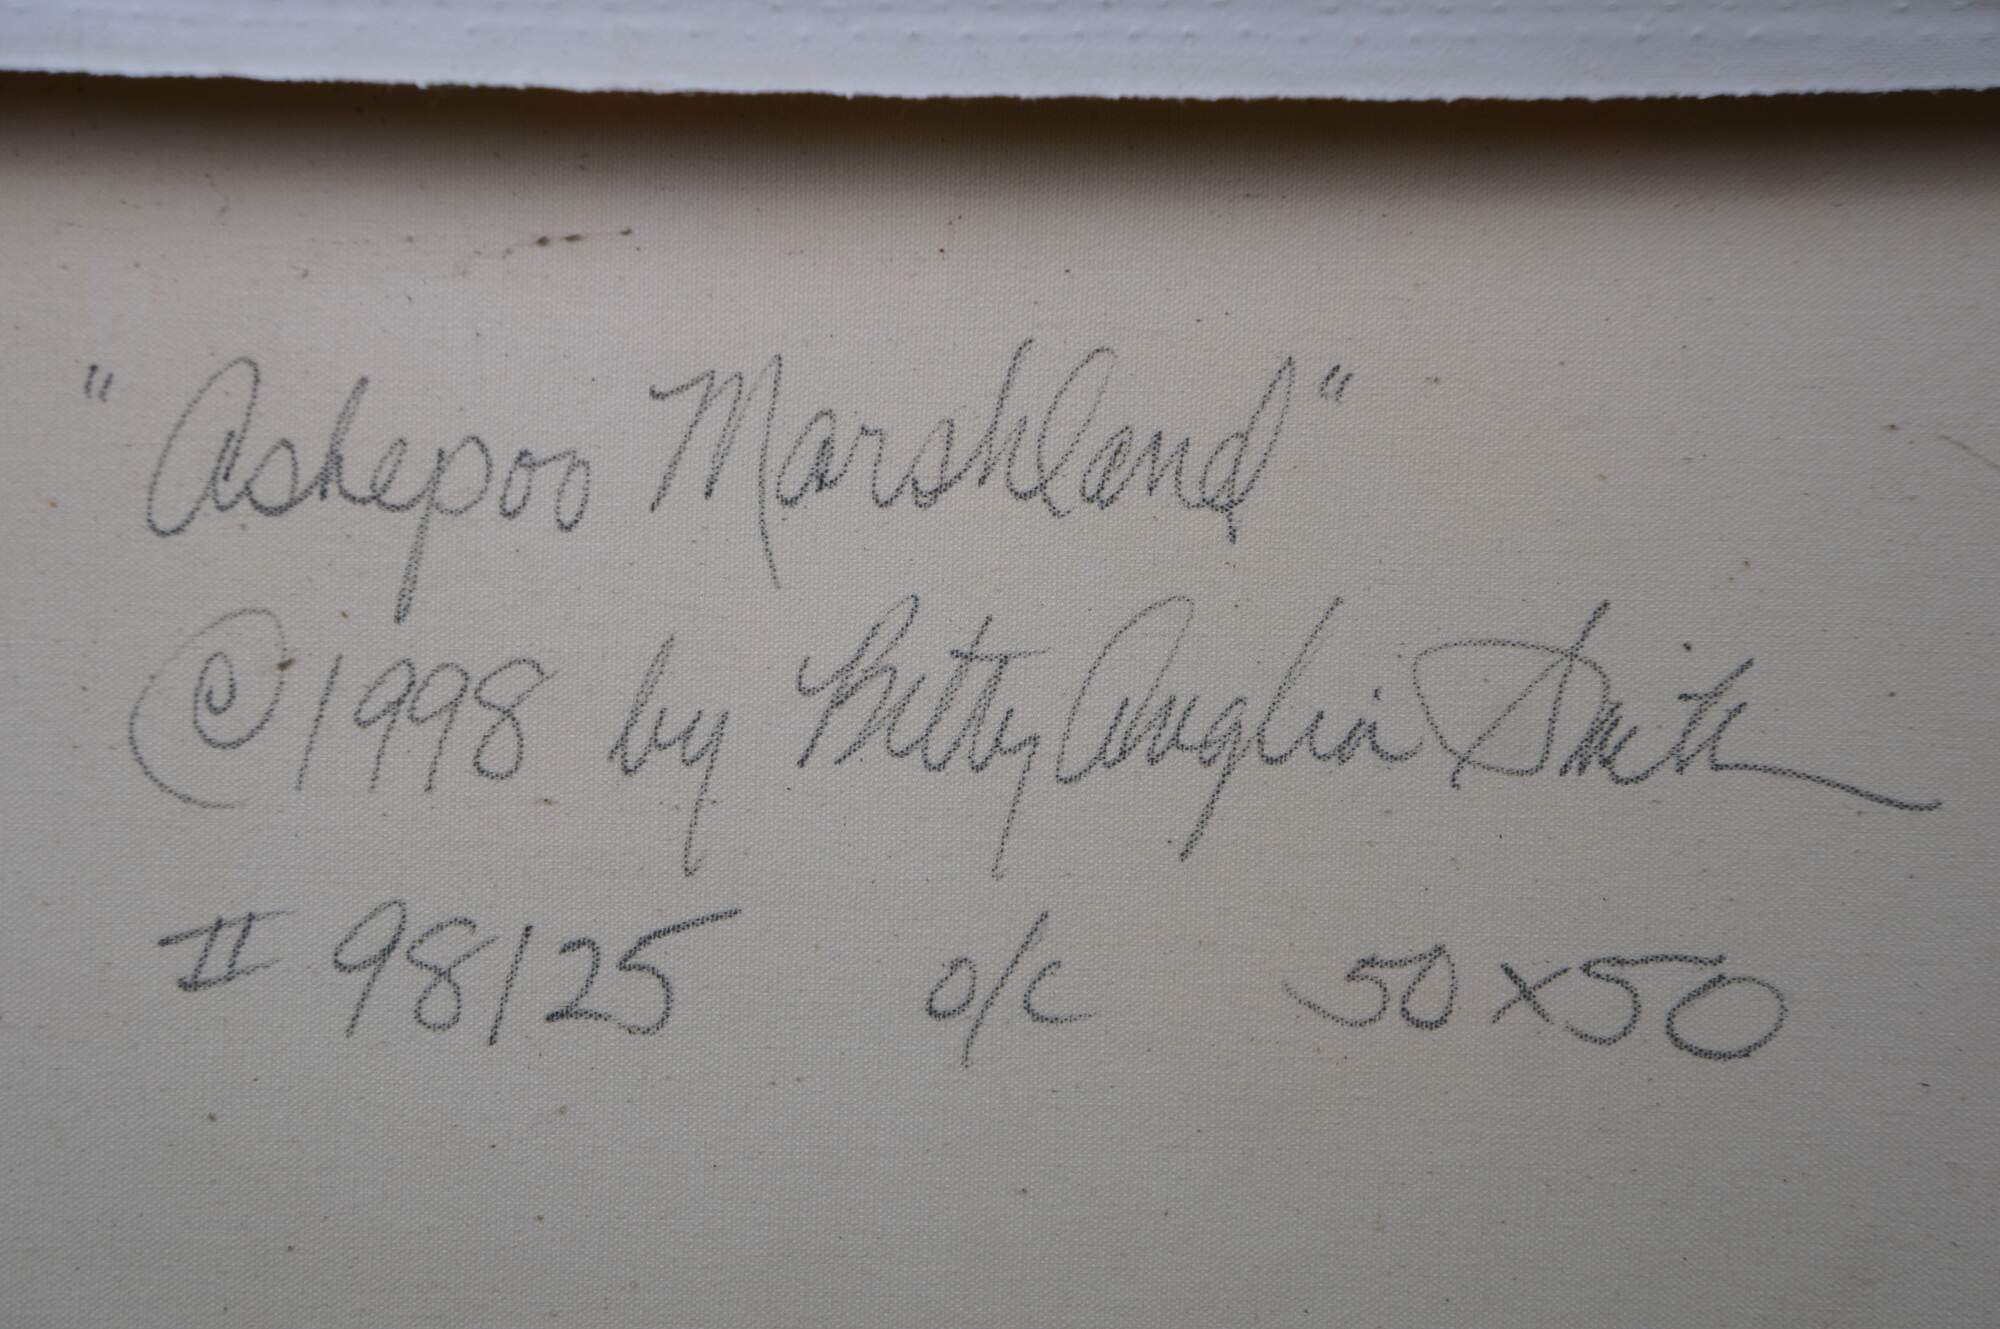 "Ashepoo Marshland"
©1998 by Betty Anglin Smith
II 98125 o/c 50x50